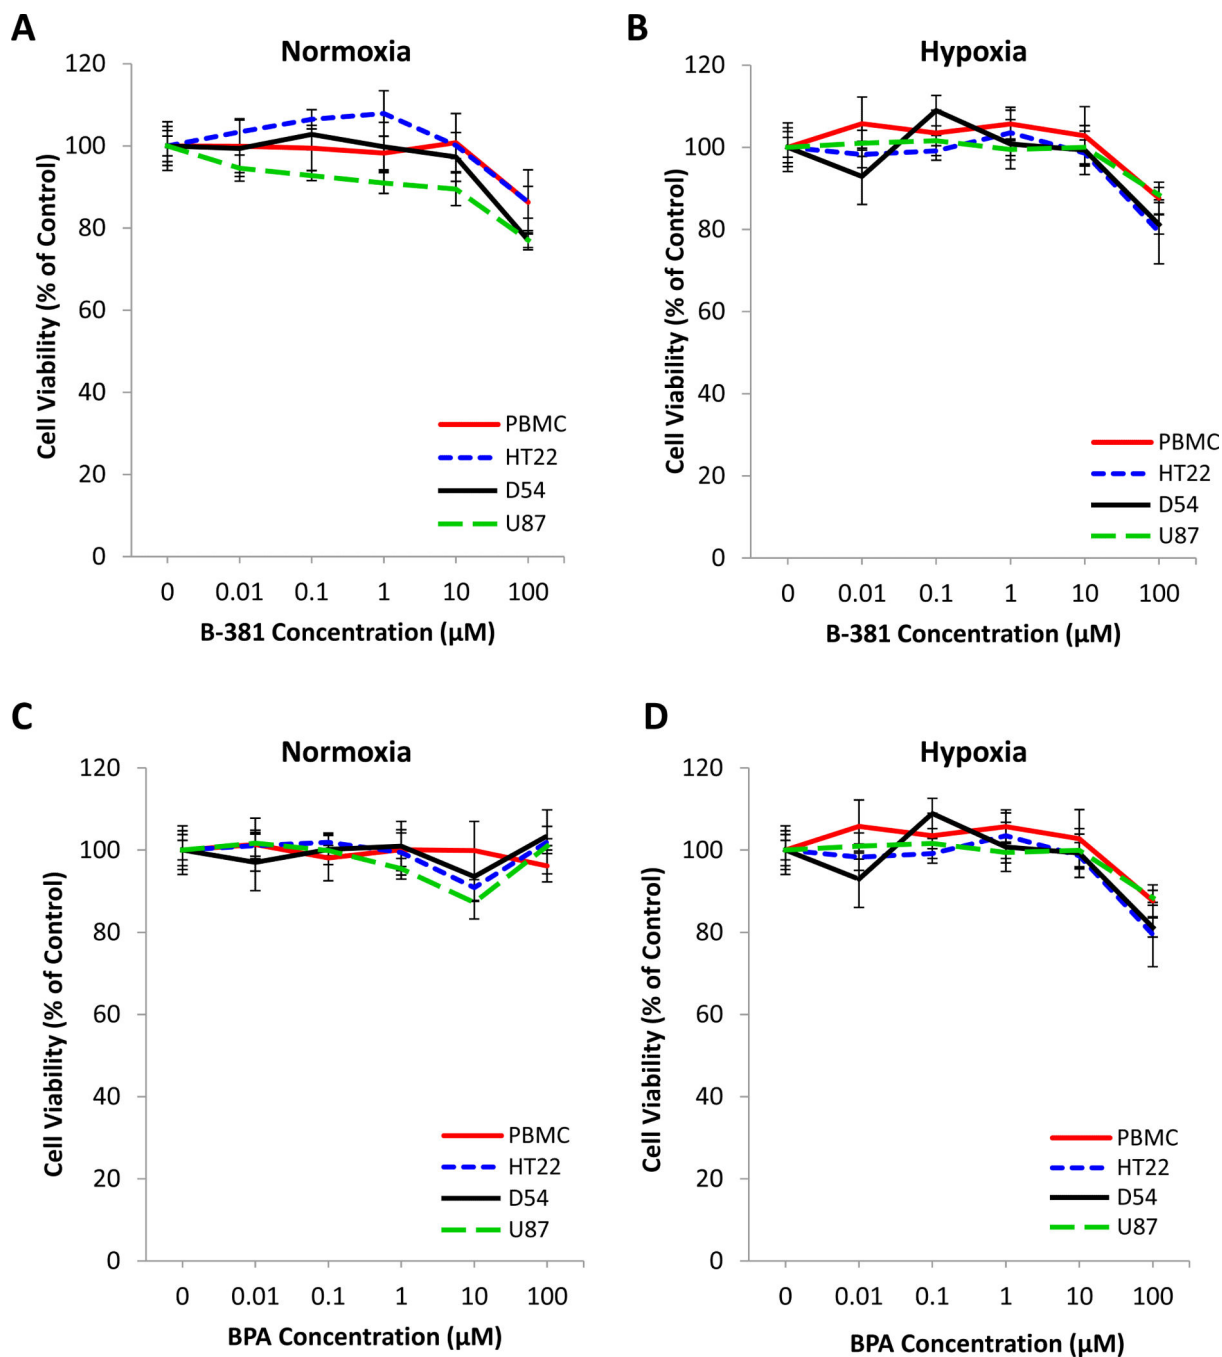 A
Normoxia
120
100
80
60
40
20
0
Cell Viability (% of Control)
PBMC
HT22
D54
U87
0 0.01 0.1 1 10 100
B-381 Concentration (µM)
B
Hypoxia
120
100
80
60
40
20
0
Cell Viability (% of Control)
PBMC
HT22
D54
U87
0 0.01 0.1 1 10 100
B-381 Concentration (µM)
C
Normoxia
120
100
80
60
40
20
0
Cell Viability (% of Control)
PBMC
HT22
D54
U87
0 0.01 0.1 1 10 100
BPA Concentration (µM)
D
Hypoxia
120
100
80
60
40
20
0
Cell Viability (% of Control)
PBMC
HT22
D54
U87
0 0.01 0.1 1 10 100
BPA Concentration (µM)